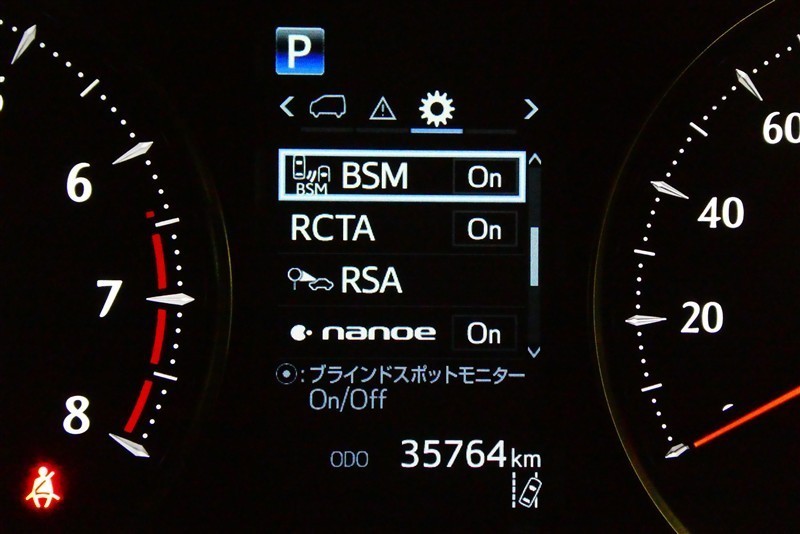 P
BSM BSM On
RCTA On
RSA
nanoe On
:ブラインドスポットモニター
On/Off
ODO 35764 km
6
7
8
60
40
20